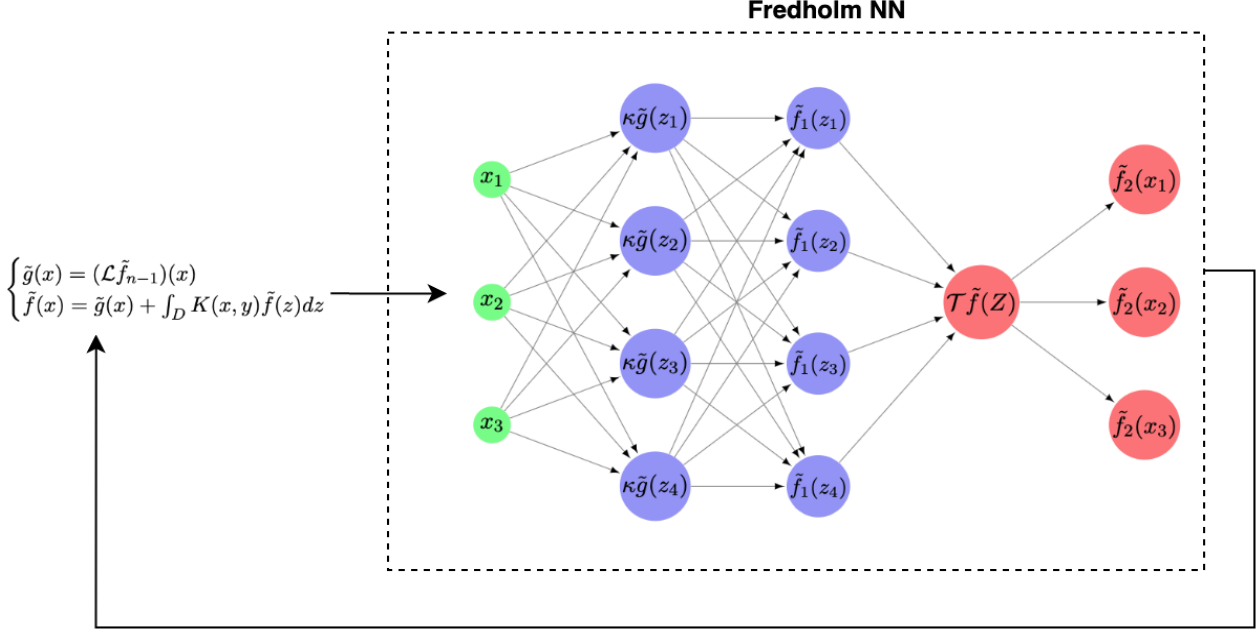 Fredholm NN
g̃(x) = (ℒf̃ₙ₋₁)(x)
f̃(x) = g̃(x) + ∫_D K(x, y)f̃(z)dz
x₁
x₂
x₃
κg̃(z₁)
κg̃(z₂)
κg̃(z₃)
κg̃(z₄)
f̃₁(z₁)
f̃₁(z₂)
f̃₁(z₃)
f̃₁(z₄)
𝒯f̃(Z)
f̃₂(x₁)
f̃₂(x₂)
f̃₂(x₃)